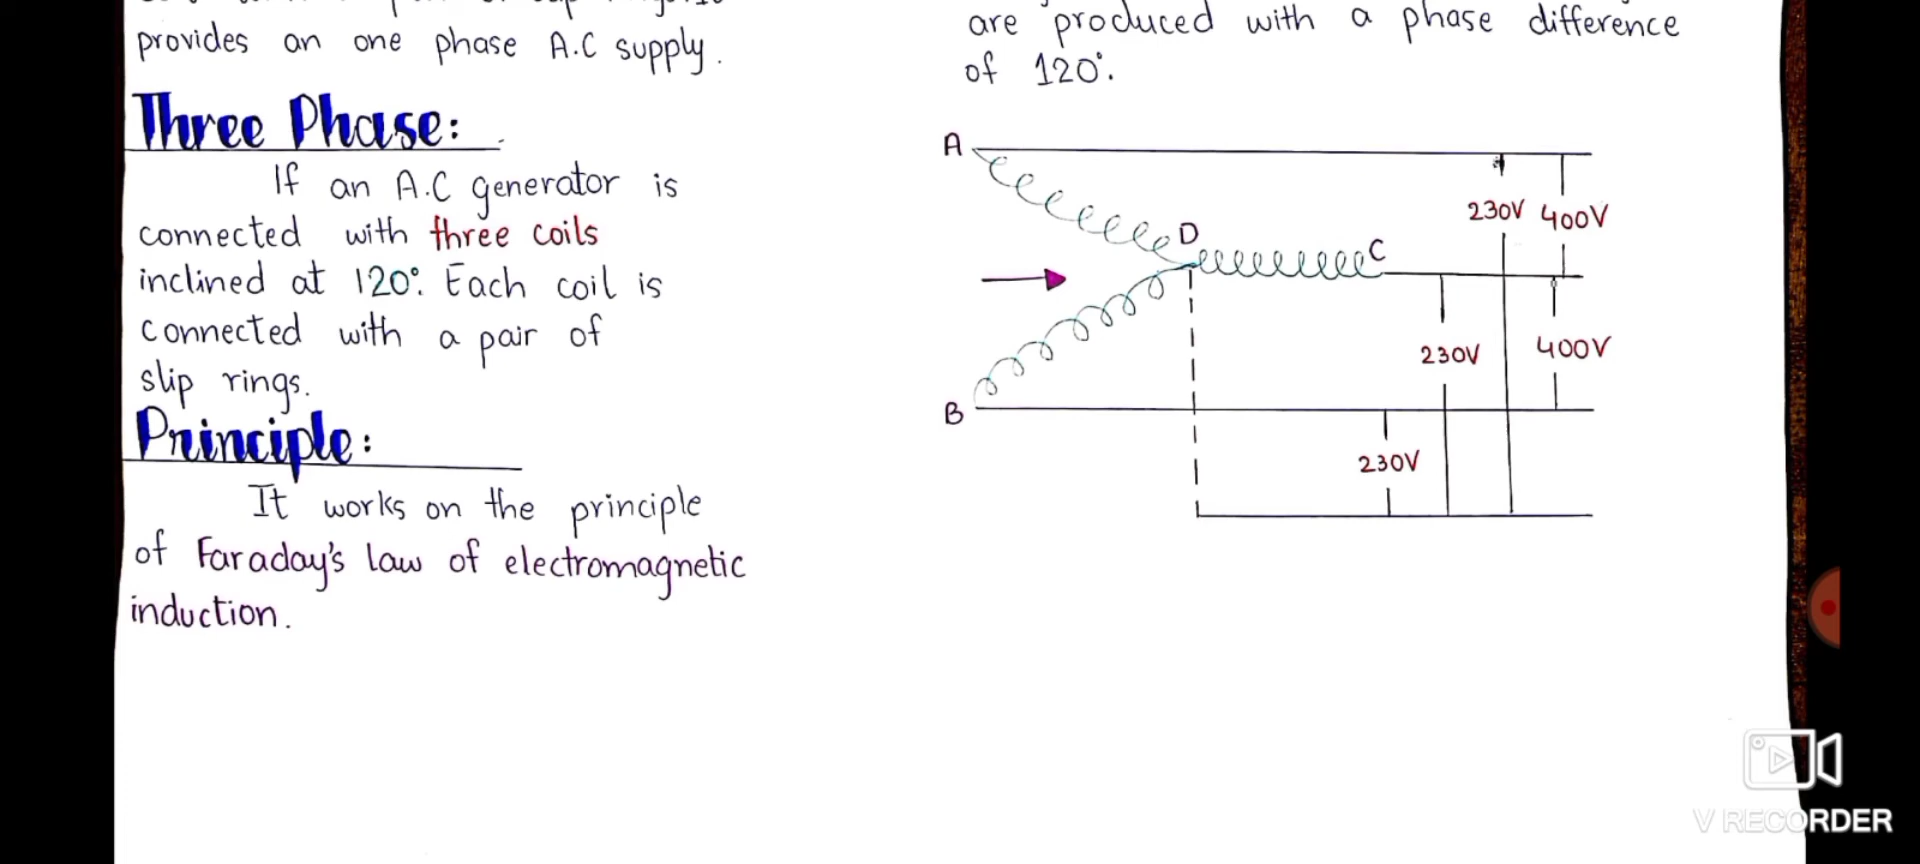 provides an one phase A.C supply.
Three Phase:
If an A.C generator is
connected with three coils
inclined at 120°. Each coil is
connected with a pair of
slip rings.
Principle:
It works on the principle
of Faraday's law of electromagnetic
induction.
are produced with a phase difference
of 120°.
A
D
C
B
230V 400V
230V 400V
230V
V RECORDER